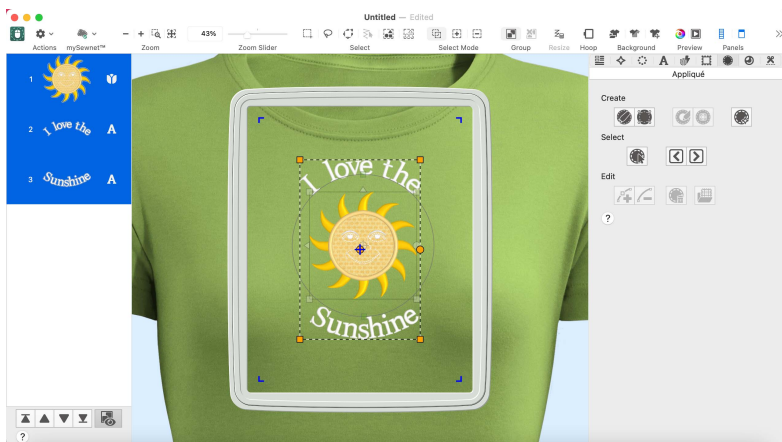 Untitled — Edited
43%
Actions mySewnet™ Zoom Zoom Slider Select Select Mode Group Resize Hoop Background Preview Panels
Appliqué
1
2 I love the A
3 Sunshine A
Create
Select
Edit
?
I love the
Sunshine
?